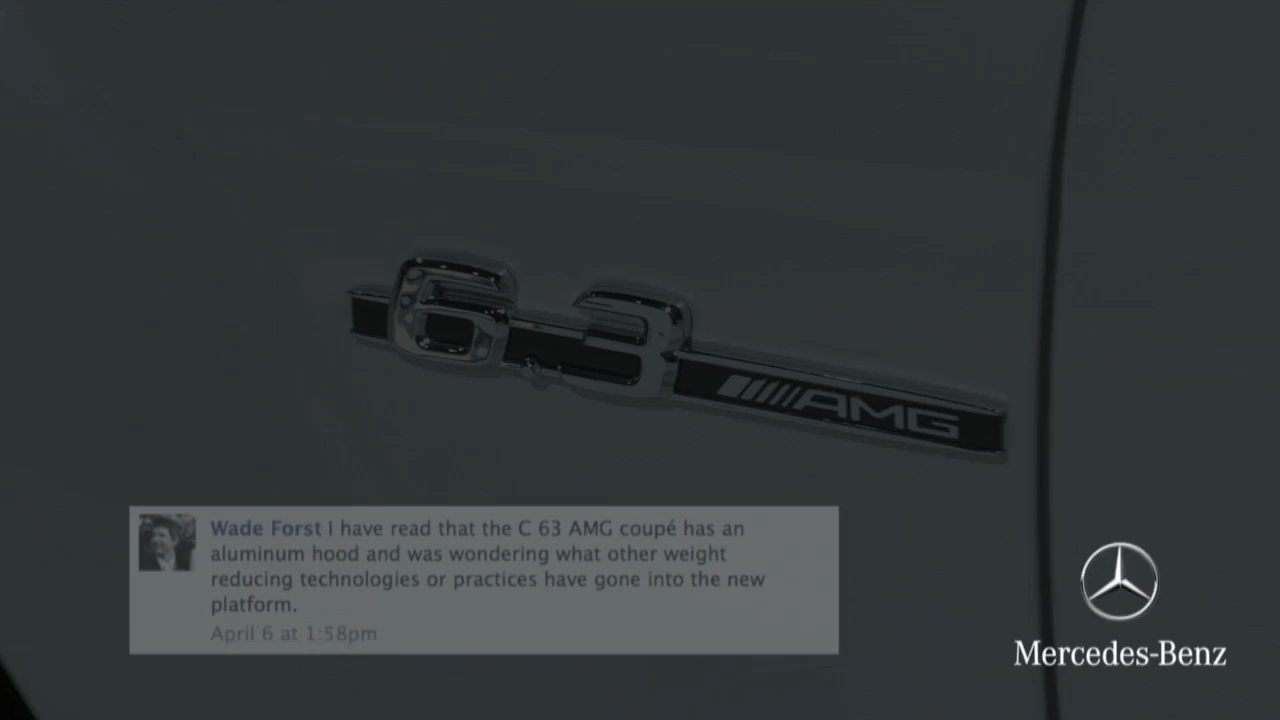 63 AMG
Wade Forst I have read that the C 63 AMG coupé has an
aluminum hood and was wondering what other weight
reducing technologies or practices have gone into the new
platform.
April 6 at 1:58pm
Mercedes-Benz